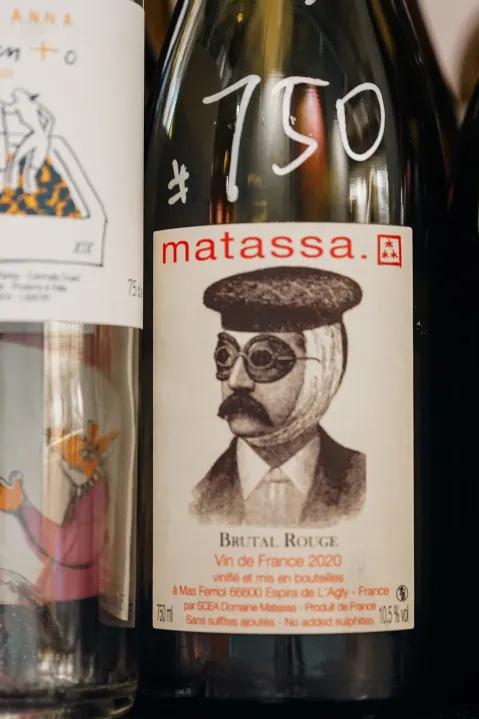 ANNA
XIX
75
*750
matassa.
BRUTAL ROUGE
Vin de France 2020
vinifié et mis en bouteilles
à Mas Ferriol 66600 Espira de L'Agly - France
par SCEA Domaine Matassa - Produit de France
750 ml
10,5 % vol
Sans sulfites ajoutés - No added sulphites